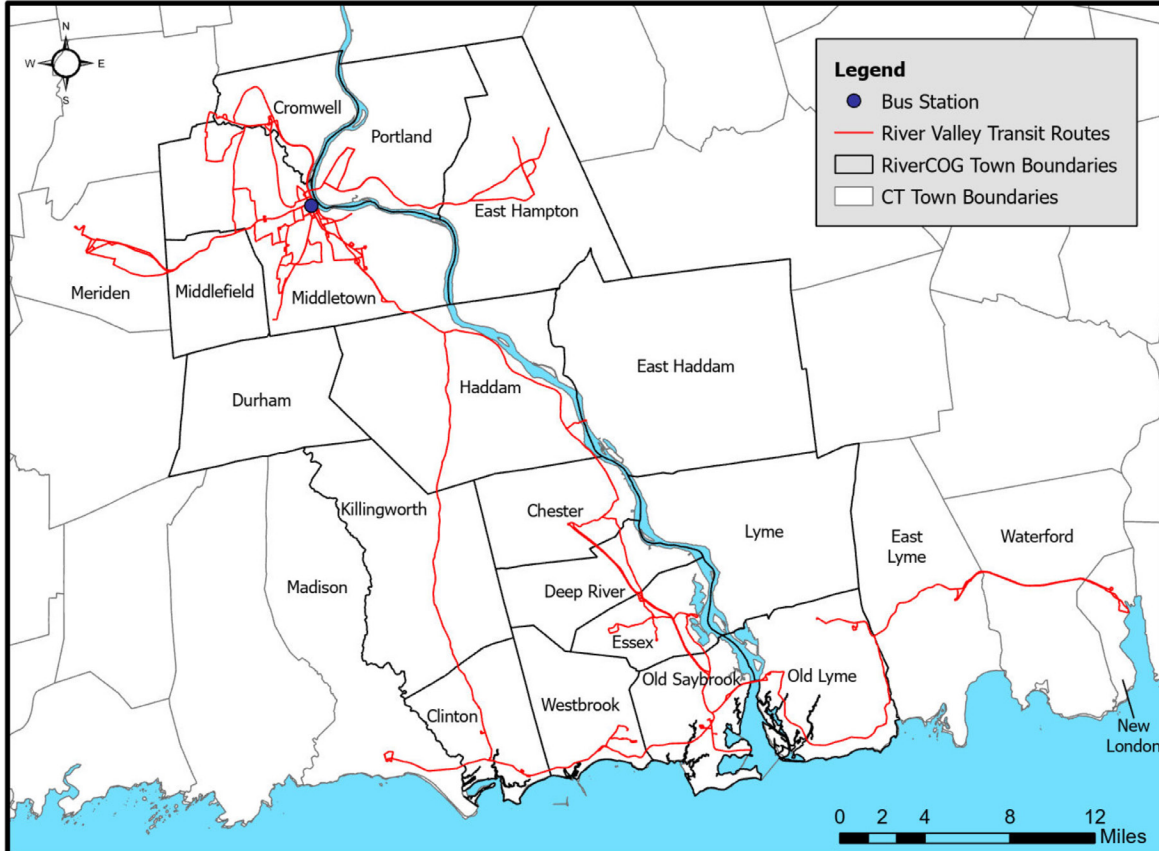 N
W
E
S
Cromwell
Portland
East Hampton
Meriden
Middlefield
Middletown
Durham
Haddam
East Haddam
Killingworth
Chester
Lyme
East
Lyme
Waterford
Madison
Deep River
Essex
Old Saybrook
Old Lyme
Clinton
Westbrook
New
London
Legend
Bus Station
River Valley Transit Routes
RiverCOG Town Boundaries
CT Town Boundaries
0 2 4 8 12
Miles